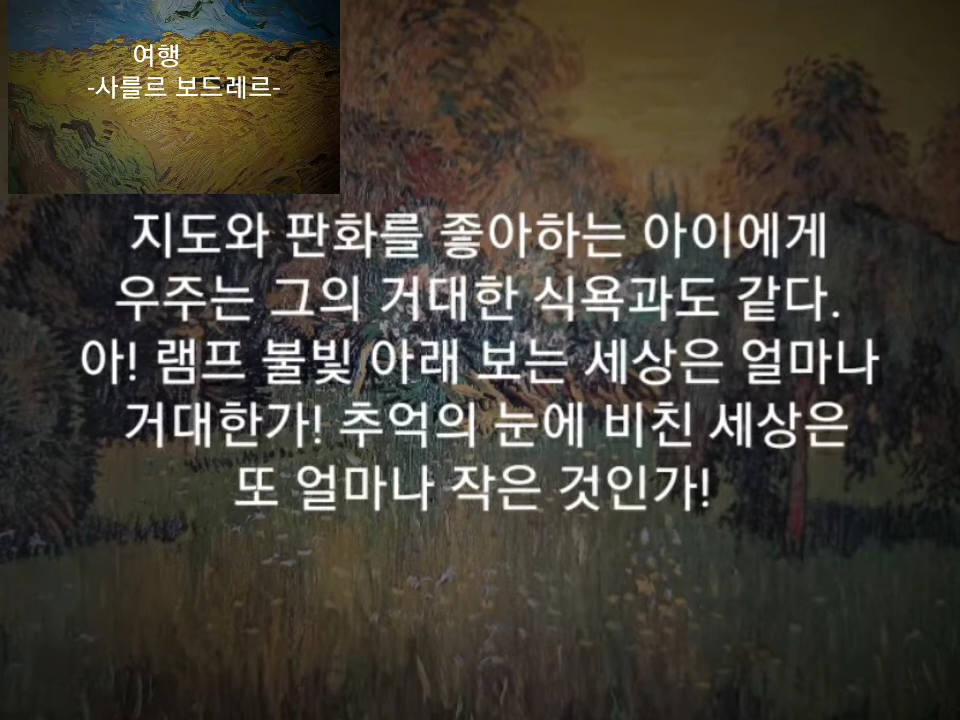 여행
-샤를르 보드레르-
지도와 판화를 좋아하는 아이에게
우주는 그의 거대한 식욕과도 같다.
아! 램프 불빛 아래 보는 세상은 얼마나
거대한가! 추억의 눈에 비친 세상은
또 얼마나 작은 것인가!